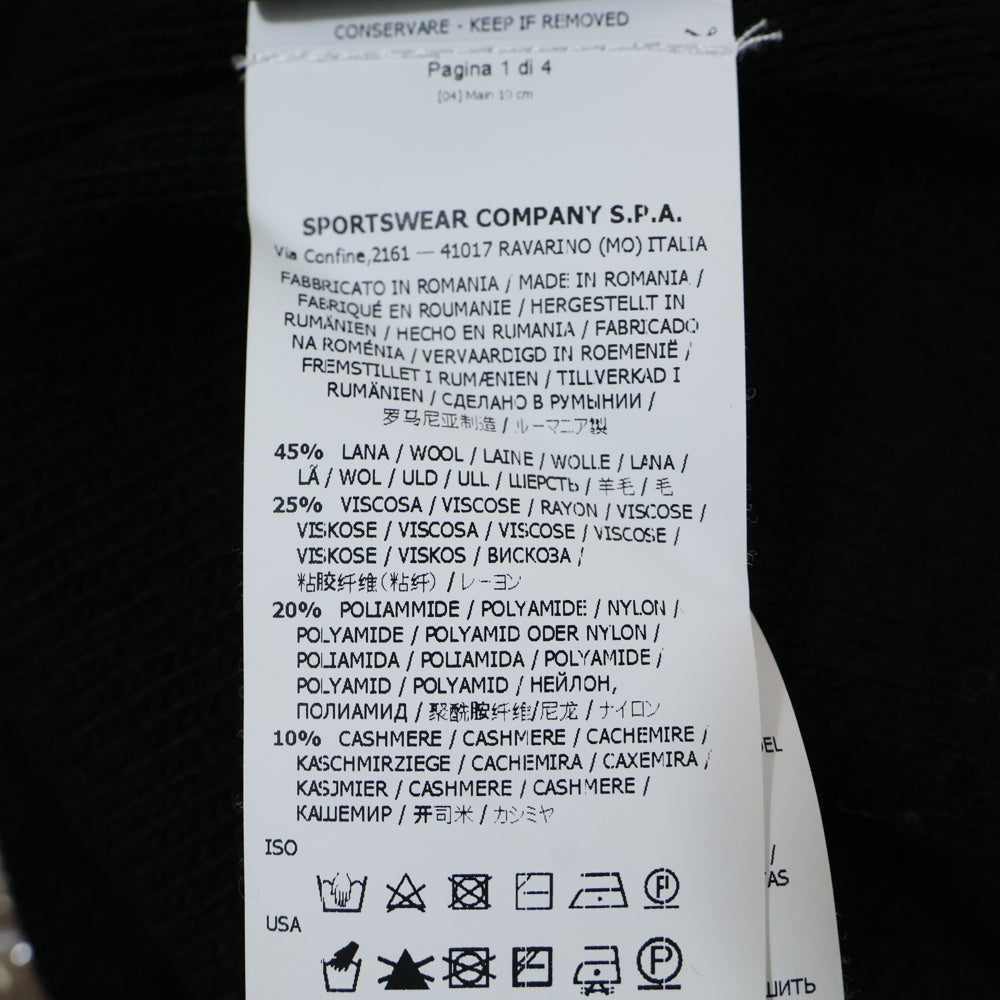 CONSERVARE - KEEP IF REMOVED
Pagina 1 di 4
[04] Main 10 cm
SPORTSWEAR COMPANY S.P.A.
Via Confine,2161 — 41017 RAVARINO (MO) ITALIA
FABBRICATO IN ROMANIA / MADE IN ROMANIA /
FABRIQUÉ EN ROUMANIE / HERGESTELLT IN
RUMÄNIEN / HECHO EN RUMANIA / FABRICADO
NA ROMÉNIA / VERVAARDIGD IN ROEMENIË /
FREMSTILLET I RUMÆNIEN / TILLVERKAD I
RUMÄNIEN / СДЕЛАНО В РУМЫНИИ /
罗马尼亚制造 / ルーマニア製
45% LANA / WOOL / LAINE / WOLLE / LANA /
LÃ / WOL / ULD / ULL / ШЕРСТЬ / 羊毛 / 毛
25% VISCOSA / VISCOSE / RAYON / VISCOSE /
VISKOSE / VISCOSA / VISCOSE / VISCOSE /
VISKOSE / VISKOS / ВИСКОЗА /
粘胶纤维(粘纤) / レーヨン
20% POLIAMMIDE / POLYAMIDE / NYLON /
POLYAMIDE / POLYAMID ODER NYLON /
POLIAMIDA / POLIAMIDA / POLYAMIDE /
POLYAMID / POLYAMID / НЕЙЛОН,
ПОЛИАМИД / 聚酰胺纤维/尼龙 / ナイロン
10% CASHMERE / CASHMERE / CACHEMIRE /
KASCHMIRZIEGE / CACHEMIRA / CAXEMIRA /
KASJMIER / CASHMERE / CASHMERE /
КАШЕМИР / 开司米 / カシミヤ
ISO
F
USA
P